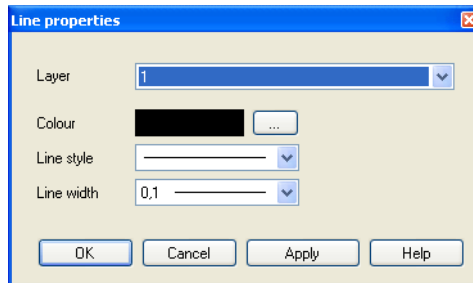 Line properties
Layer 1
Colour ...
Line style
Line width 0,1
OK Cancel Apply Help